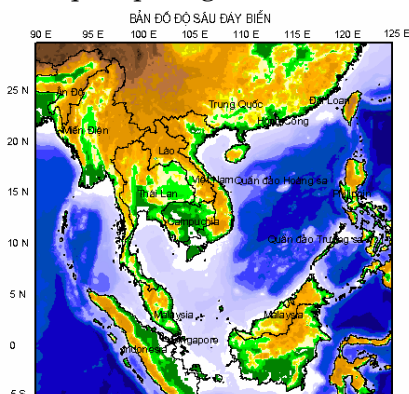 BẢN ĐỒ ĐỘ SÂU ĐÁY BIỂN
90 E 95 E 100 E 105 E 110 E 115 E 120 E 125 E
25 N
Ấn Độ
Trung Quốc
Đài Loan
Hồng Công
Miến Điện
20 N
Lào
Việt Nam
Quần đảo Hoàng sa
15 N
Thái Lan
Campuchia
10 N
Quần đảo Trường sa
5 N
Malaysia
Malaysia
0
Singapore
Indonesia
5 S